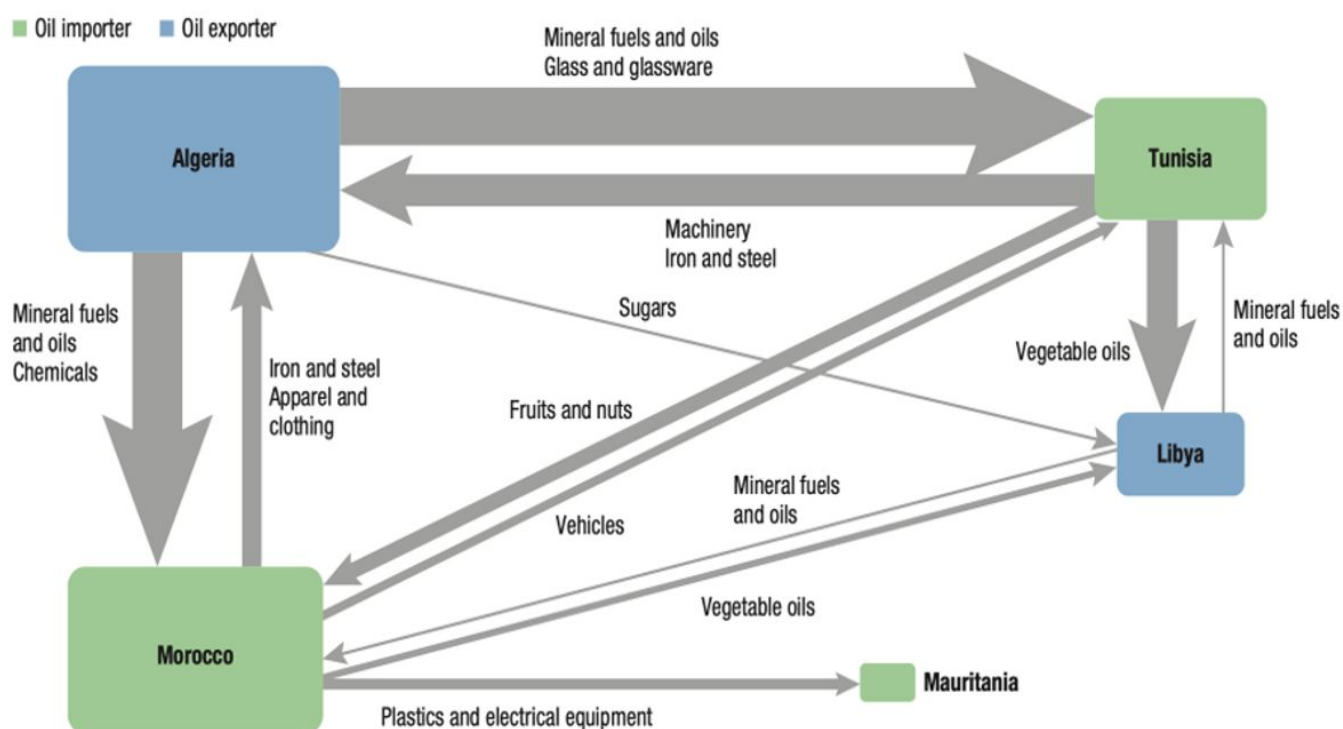 Oil importer
Oil exporter
Mineral fuels and oils
Glass and glassware
Algeria
Tunisia
Machinery
Iron and steel
Sugars
Mineral fuels
and oils
Chemicals
Iron and steel
Apparel and
clothing
Vegetable oils
Mineral fuels
and oils
Fruits and nuts
Libya
Mineral fuels
and oils
Vehicles
Vegetable oils
Morocco
Mauritania
Plastics and electrical equipment